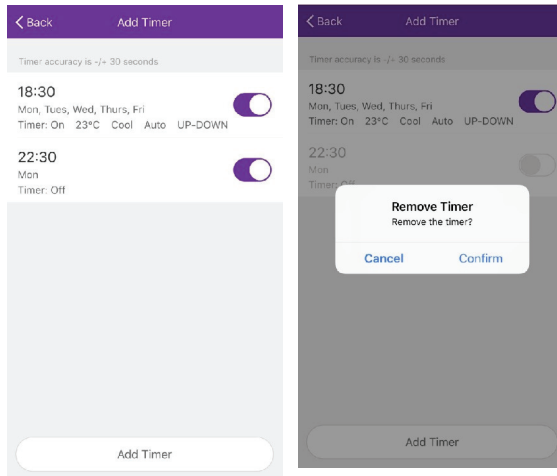 Back Add Timer
Timer accuracy is -/+ 30 seconds
18:30
Mon, Tues, Wed, Thurs, Fri
Timer: On 23°C Cool Auto UP-DOWN
22:30
Mon
Timer: Off
Add Timer
Back Add Timer
Timer accuracy is -/+ 30 seconds
18:30
Mon, Tues, Wed, Thurs, Fri
Timer: On 23°C Cool Auto UP-DOWN
22:30
Mon
Timer: Off
Remove Timer
Remove the timer?
Cancel Confirm
Add Timer